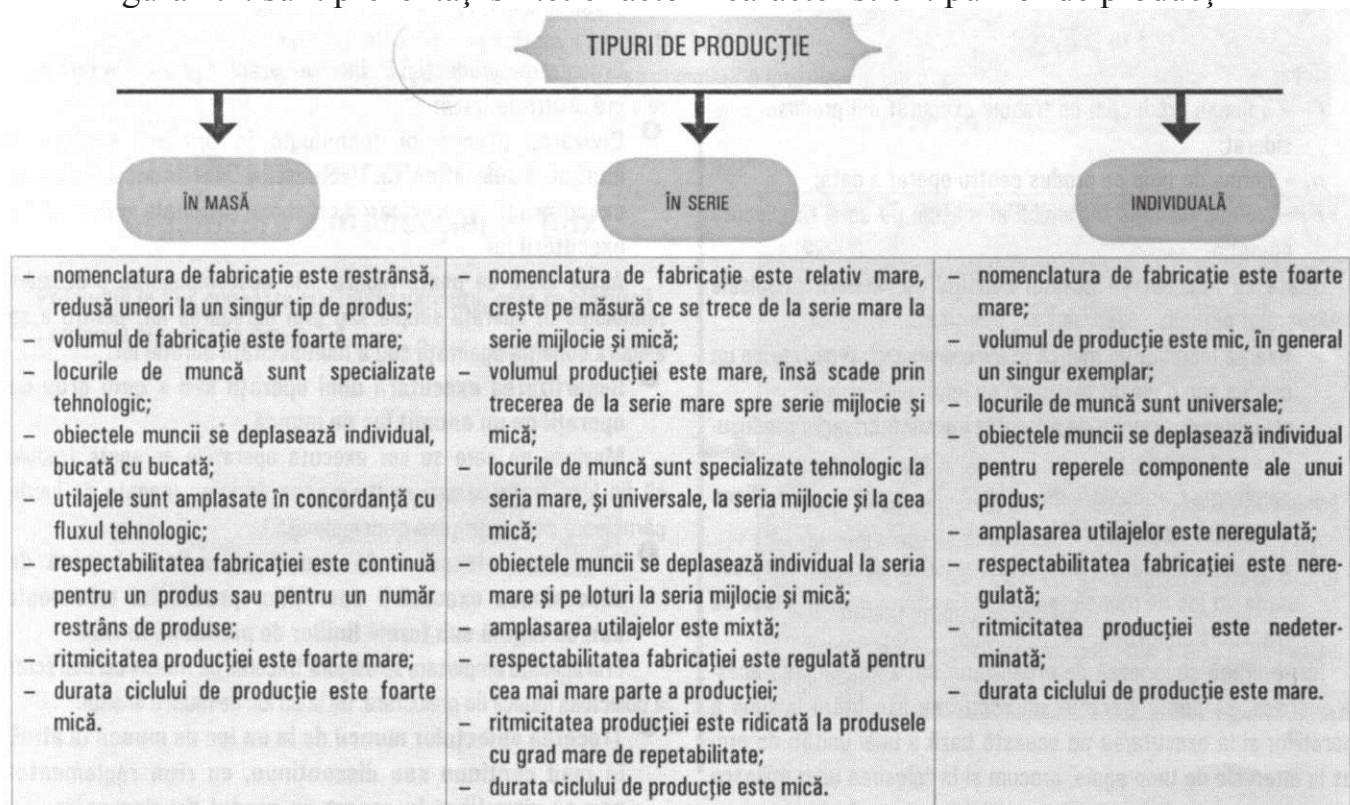 TIPURI DE PRODUCȚIE
ÎN MASĂ
ÎN SERIE
INDIVIDUALĂ
– nomenclatura de fabricație este restrânsă,
redusă uneori la un singur tip de produs;
– volumul de fabricație este foarte mare;
– locurile de muncă sunt specializate
tehnologic;
– obiectele muncii se deplasează individual,
bucată cu bucată;
– utilajele sunt amplasate în concordanță cu
fluxul tehnologic;
– respectabilitatea fabricației este continuă
pentru un produs sau pentru un număr
restrâns de produse;
– ritmicitatea producției este foarte mare;
– durata ciclului de producție este foarte
mică.
– nomenclatura de fabricație este relativ mare,
crește pe măsură ce se trece de la serie mare la
serie mijlocie și mică;
– volumul producției este mare, însă scade prin
trecerea de la serie mare spre serie mijlocie și
mică;
– locurile de muncă sunt specializate tehnologic la
seria mare, și universale, la seria mijlocie și la cea
mică;
– obiectele muncii se deplasează individual la seria
mare și pe loturi la seria mijlocie și mică;
– amplasarea utilajelor este mixtă;
– respectabilitatea fabricației este regulată pentru
cea mai mare parte a producției;
– ritmicitatea producției este ridicată la produsele
cu grad mare de repetabilitate;
– durata ciclului de producție este mică.
– nomenclatura de fabricație este foarte
mare;
– volumul de producție este mic, în general
un singur exemplar;
– locurile de muncă sunt universale;
– obiectele muncii se deplasează individual
pentru reperele componente ale unui
produs;
– amplasarea utilajelor este neregulată;
– respectabilitatea fabricației este nere-
gulată;
– ritmicitatea producției este nedeter-
minată;
– durata ciclului de producție este mare.